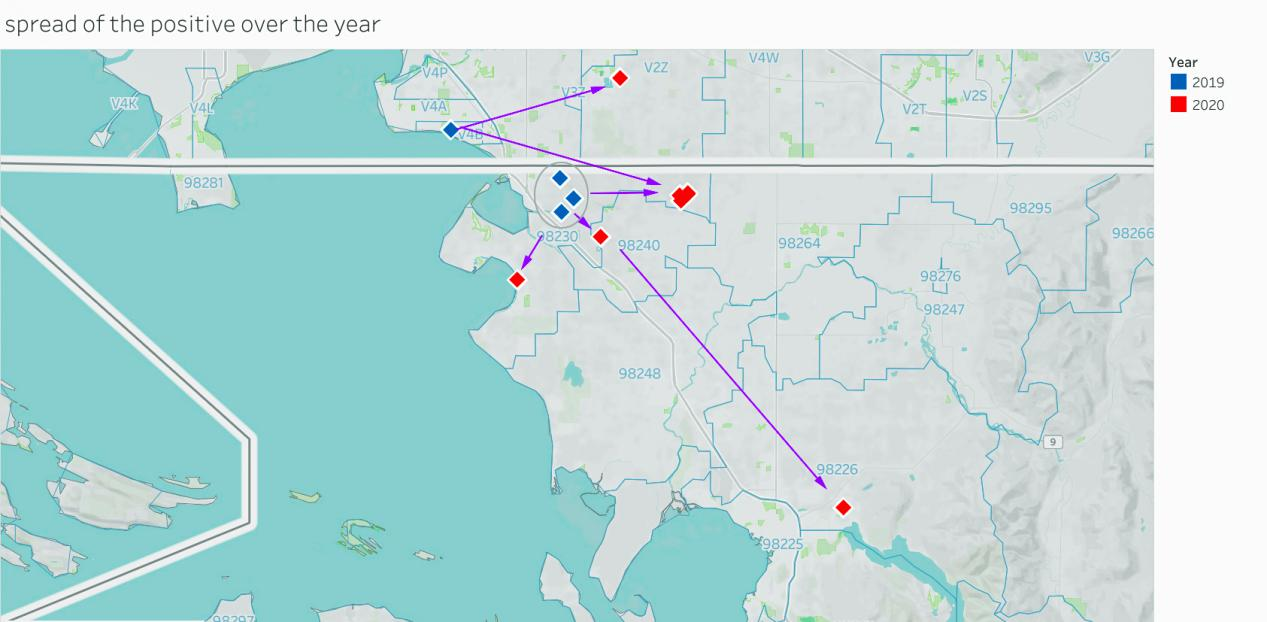 spread of the positive over the year
Year
2019
2020
V4P
V2Z
V4W
V3G
V4K
V4L
V4A
V3Z
V2T
V2S
V4B
98281
98230
98240
98264
98295
98266
98276
98247
98248
9
98226
98225
98297